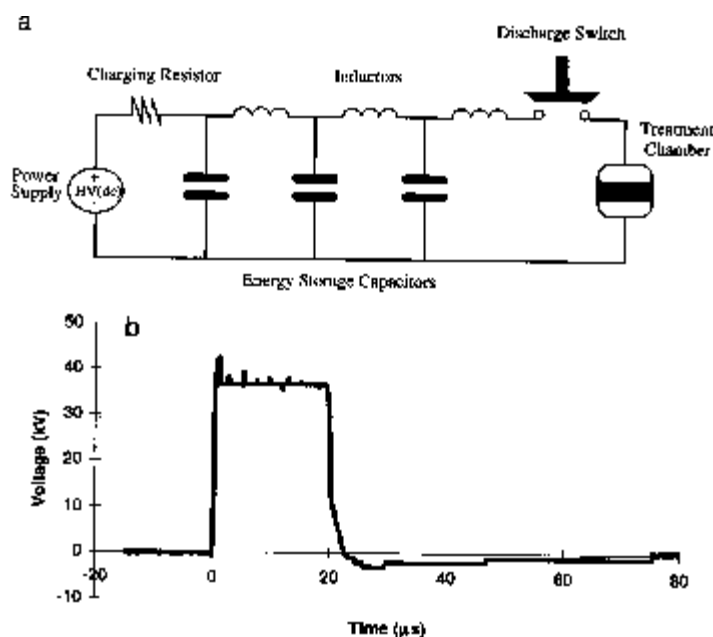 a
Discharge Switch
Charging Resistor
Inductors
Treatment
Chamber
Power
Supply
+
HV(dc)
Energy Storage Capacitors
b
50
40
30
20
10
0
-10
Voltage (kV)
-20
0
20
40
60
80
Time (μs)